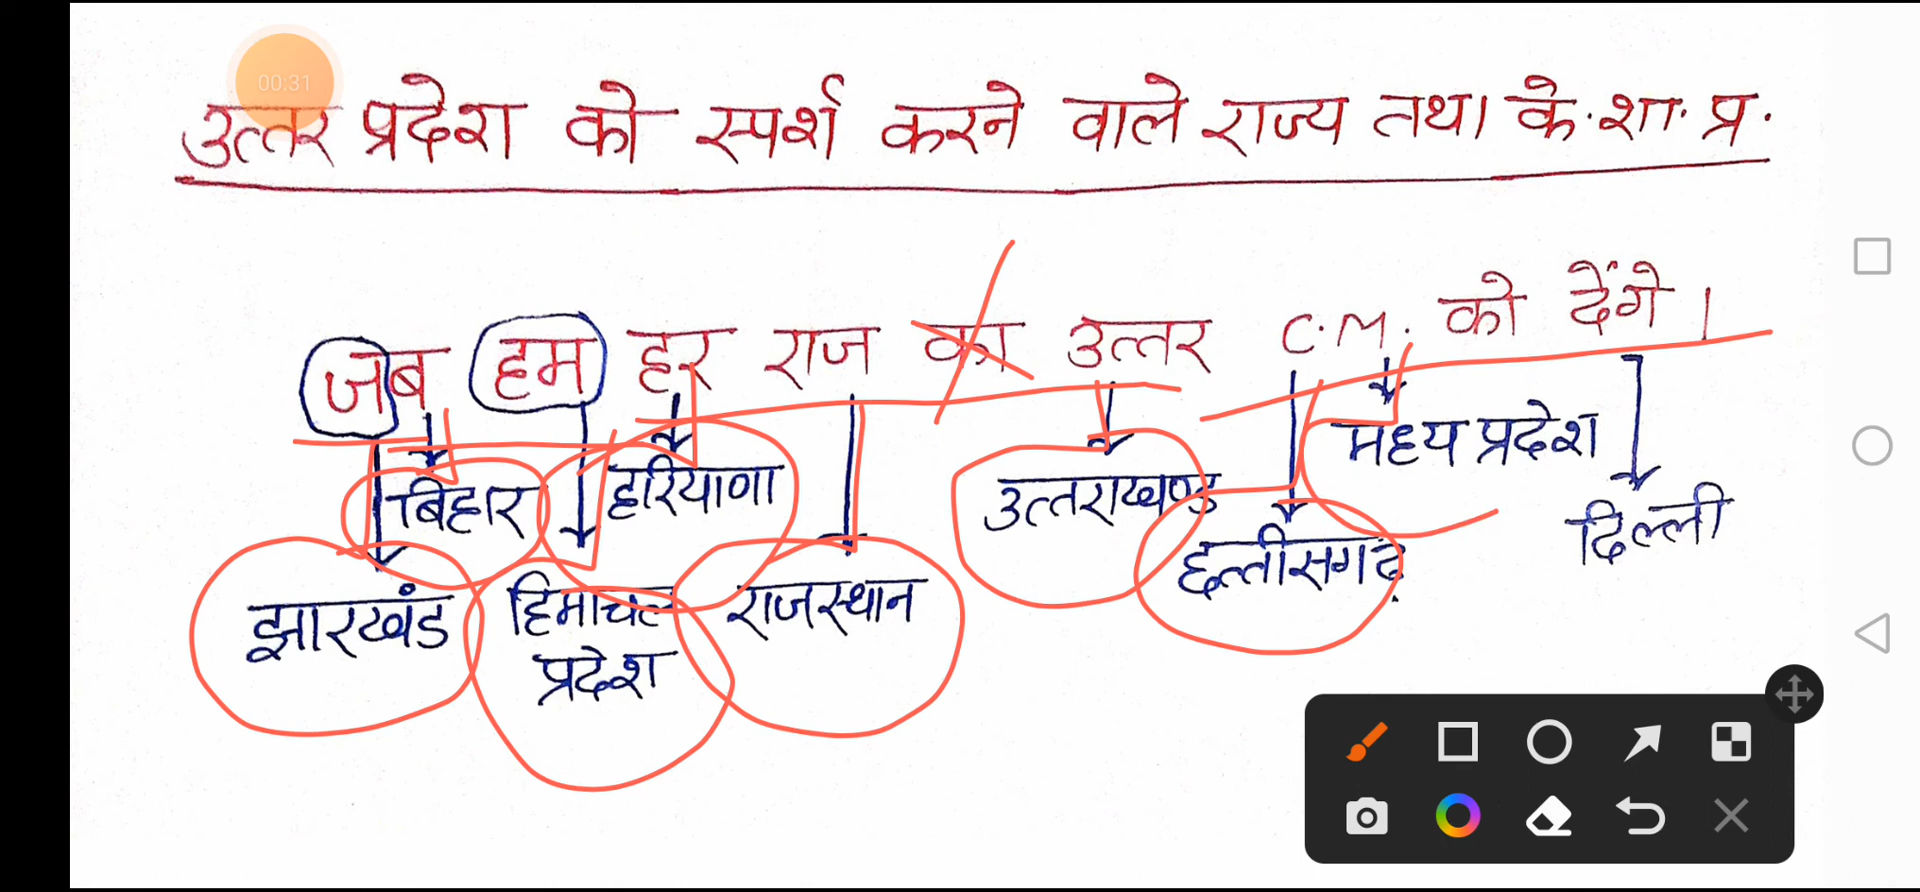 00:31
उत्तर प्रदेश को स्पर्श करने वाले राज्य तथा के.शा.प्र.
जब हम हर राज का उत्तर C.M. को देंगे।
बिहार हरियाणा उत्तराखण्ड मध्य प्रदेश
झारखंड हिमाचल प्रदेश राजस्थान छत्तीसगढ़ दिल्ली